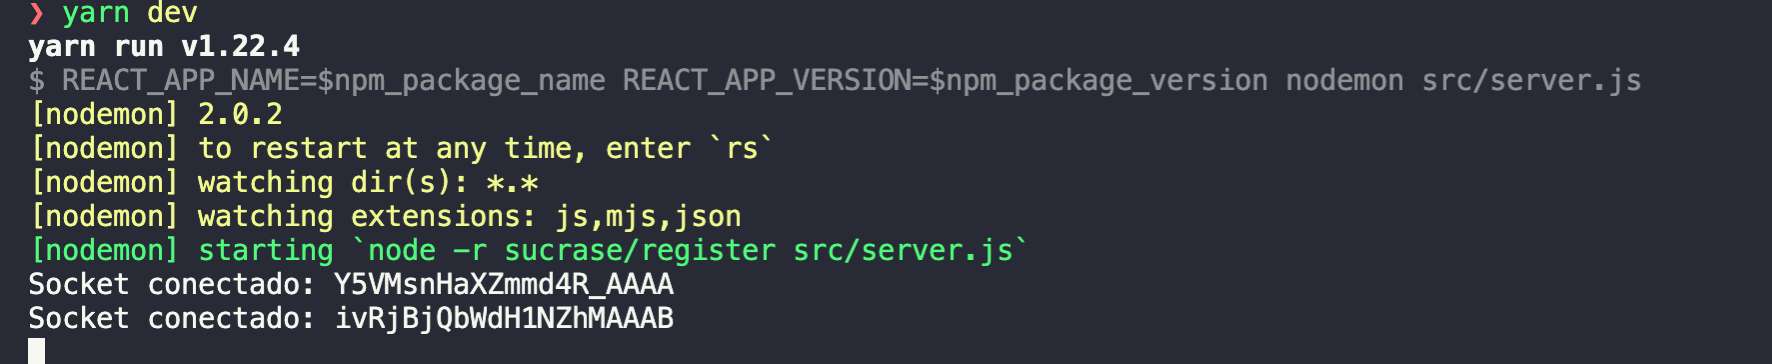 ❯ yarn dev
yarn run v1.22.4
$ REACT_APP_NAME=$npm_package_name REACT_APP_VERSION=$npm_package_version nodemon src/server.js
[nodemon] 2.0.2
[nodemon] to restart at any time, enter `rs`
[nodemon] watching dir(s): *.*
[nodemon] watching extensions: js,mjs,json
[nodemon] starting `node -r sucrase/register src/server.js`
Socket conectado: Y5VMsnHaXZmmd4R_AAAA
Socket conectado: ivRjBjQbWdH1NZhMAAAB